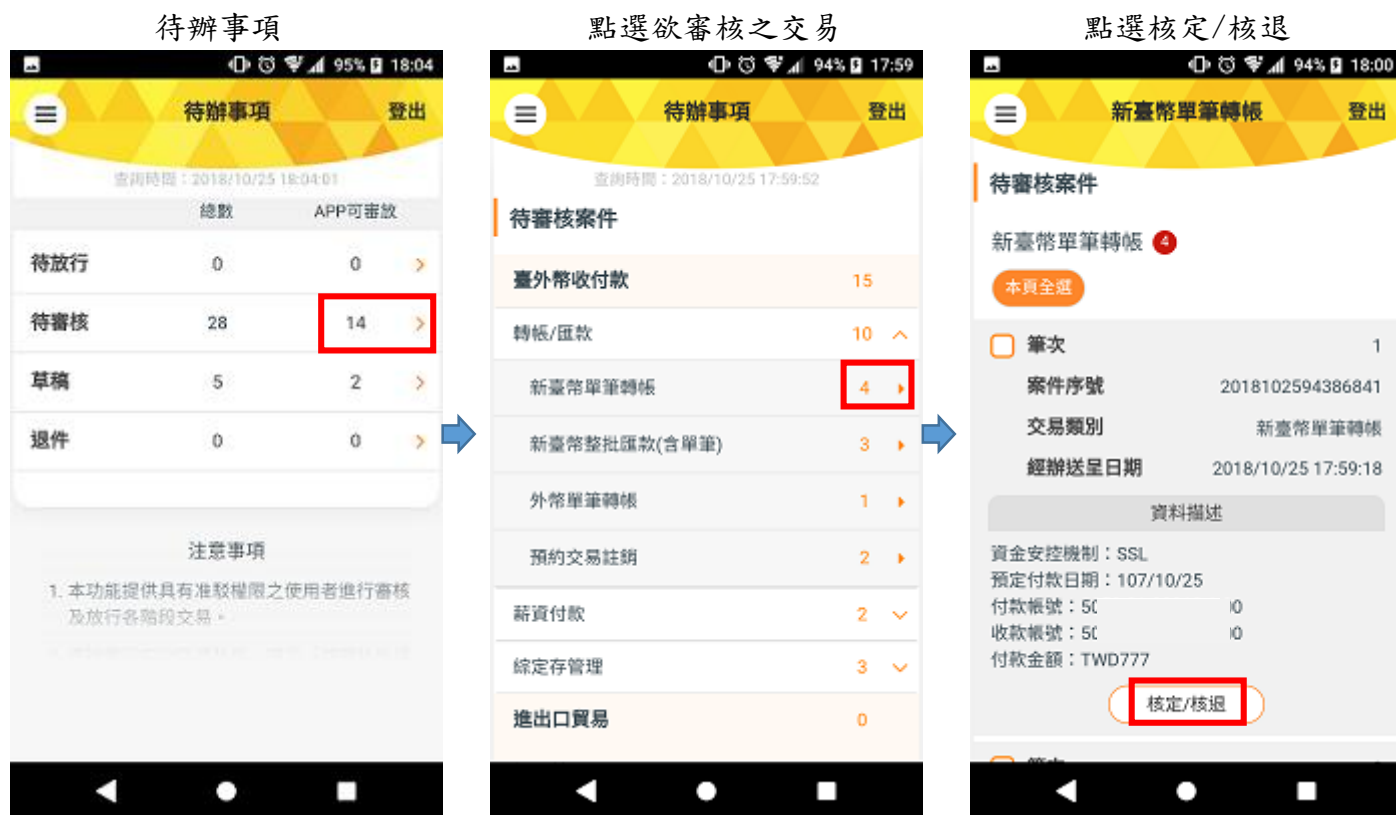 待辦事項
95% 18:04
待辦事項 登出
查詢時間：2018/10/25 18:04:01
總數 APP可審放
待放行 0 0
待審核 28 14
草稿 5 2
退件 0 0
注意事項
1. 本功能提供具有准駁權限之使用者進行審核
及放行各階段交易。
點選欲審核之交易
94% 17:59
待辦事項 登出
查詢時間：2018/10/25 17:59:52
待審核案件
臺外幣收付款 15
轉帳/匯款 10
新臺幣單筆轉帳 4
新臺幣整批匯款(含單筆) 3
外幣單筆轉帳 1
預約交易註銷 2
薪資付款 2
綜定存管理 3
進出口貿易 0
點選核定/核退
94% 18:00
新臺幣單筆轉帳 登出
待審核案件
新臺幣單筆轉帳 4
本頁全選
筆次 1
案件序號 2018102594386841
交易類別 新臺幣單筆轉帳
經辦送呈日期 2018/10/25 17:59:18
資料描述
資金安控機制：SSL
預定付款日期：107/10/25
付款帳號：50 00
收款帳號：50 00
付款金額：TWD777
核定/核退